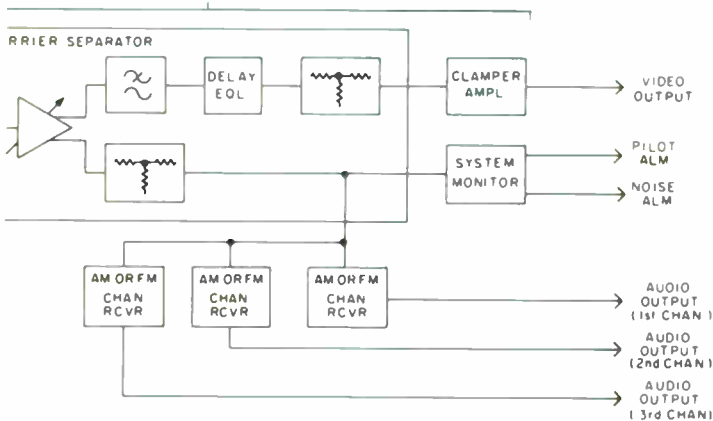 RRIER SEPARATOR
DELAY
EQL
CLAMPER
AMPL
VIDEO
OUTPUT
SYSTEM
MONITOR
PILOT
ALM
NOISE
ALM
AM OR FM
CHAN
RCVR
AM OR FM
CHAN
RCVR
AM OR FM
CHAN
RCVR
AUDIO
OUTPUT
(1st CHAN)
AUDIO
OUTPUT
(2nd CHAN)
AUDIO
OUTPUT
(3rd CHAN)